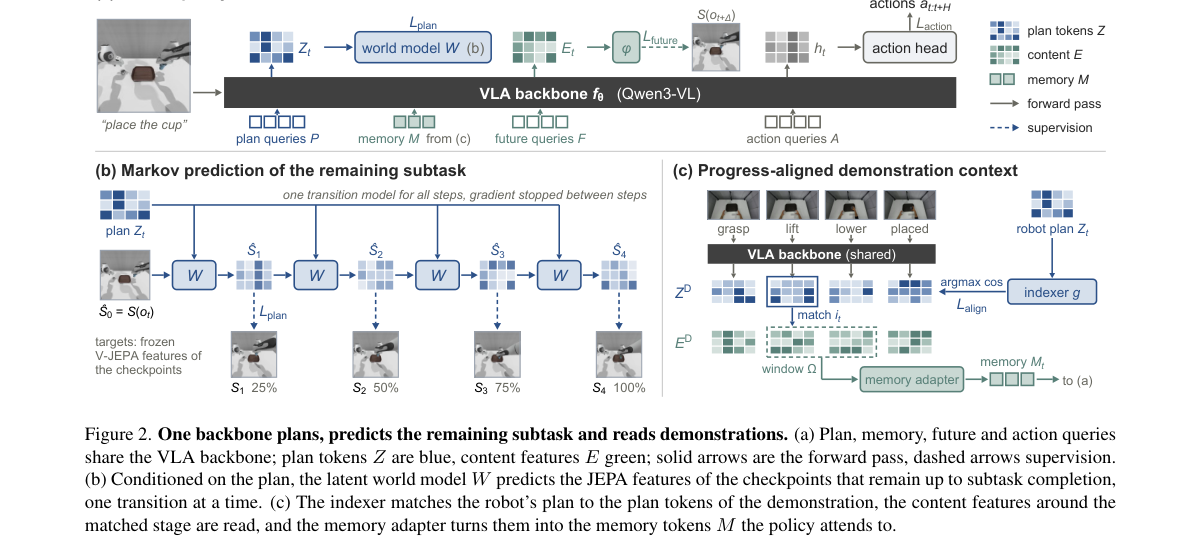 actions a_{t:t+H}
S(o_{t+Δ})
L_plan
L_future
L_action
Z_t
world model W (b)
E_t
φ
h_t
action head
plan tokens Z
content E
memory M
forward pass
supervision
VLA backbone f_θ (Qwen3-VL)
"place the cup"
plan queries P
memory M from (c)
future queries F
action queries A
(b) Markov prediction of the remaining subtask
one transition model for all steps, gradient stopped between steps
plan Z_t
Ŝ_1
Ŝ_2
Ŝ_3
Ŝ_4
W
W
W
W
Ŝ_0 = S(o_t)
L_plan
targets: frozen
V-JEPA features of
the checkpoints
S_1 25%
S_2 50%
S_3 75%
S_4 100%
(c) Progress-aligned demonstration context
grasp
lift
lower
placed
robot plan Z_t
VLA backbone (shared)
Z^D
argmax cos
L_align
indexer g
match i_t
E^D
window Ω
memory adapter
memory M_t
to (a)
Figure 2. One backbone plans, predicts the remaining subtask and reads demonstrations. (a) Plan, memory, future and action queries
share the VLA backbone; plan tokens Z are blue, content features E green; solid arrows are the forward pass, dashed arrows supervision.
(b) Conditioned on the plan, the latent world model W predicts the JEPA features of the checkpoints that remain up to subtask completion,
one transition at a time. (c) The indexer matches the robot's plan to the plan tokens of the demonstration, the content features around the
matched stage are read, and the memory adapter turns them into the memory tokens M the policy attends to.